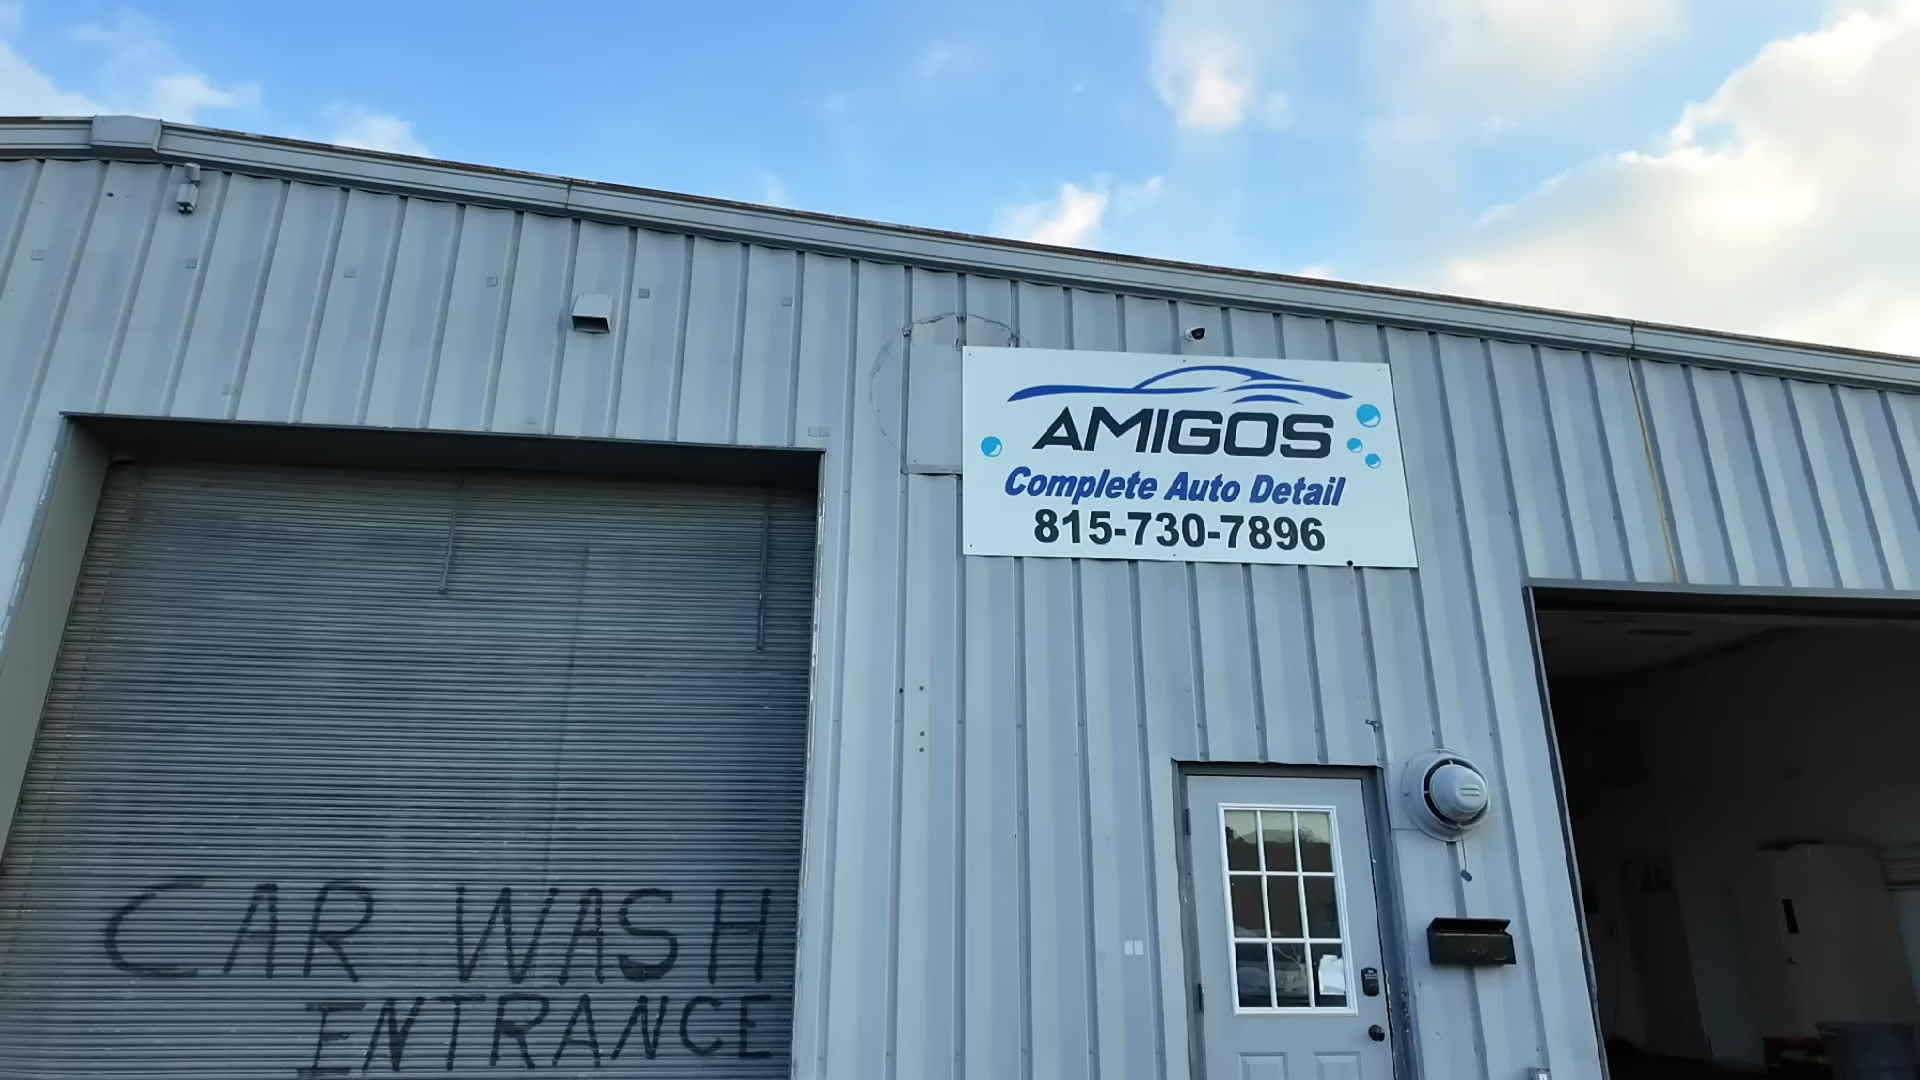 AMIGOS
Complete Auto Detail
815-730-7896
CAR WASH
ENTRANCE